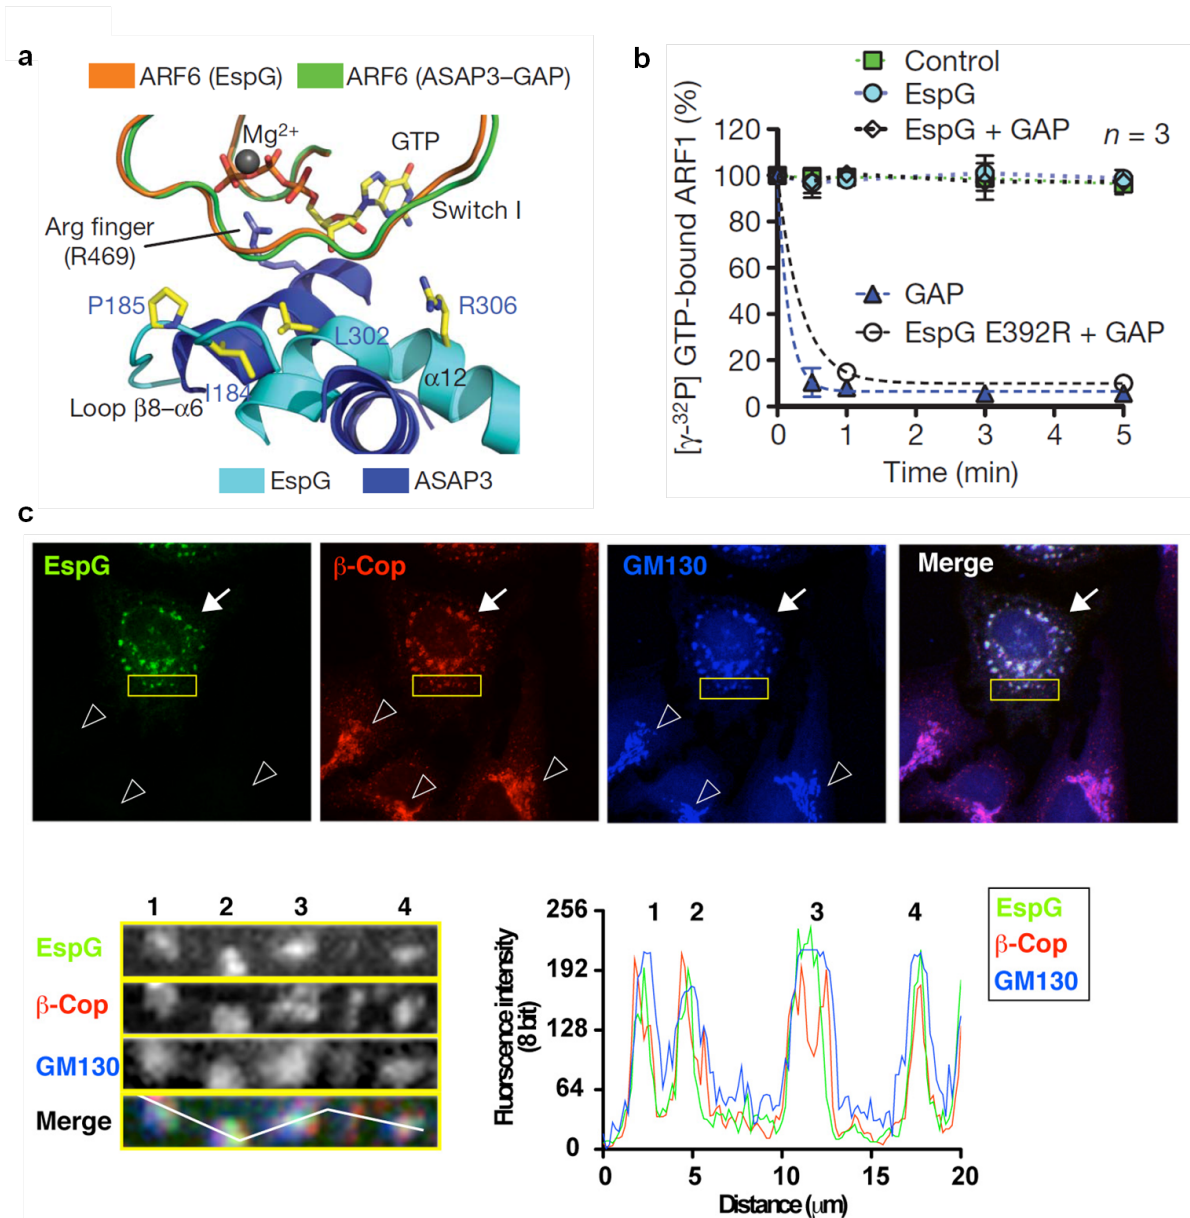 a
ARF6 (EspG) ARF6 (ASAP3–GAP)
Mg2+
GTP
Switch I
Arg finger
(R469)
P185
R306
L302
α12
I184
Loop β8–α6
EspG ASAP3
b
Control
EspG
EspG + GAP
n = 3
[γ-32P] GTP-bound ARF1 (%)
120
100
80
60
40
20
0
GAP
EspG E392R + GAP
0 1 2 3 4 5
Time (min)
c
EspG
β-Cop
GM130
Merge
1 2 3 4
EspG
β-Cop
GM130
Merge
Fluorscence intensity
(8 bit)
256
192
128
64
0
1 2 3 4
EspG
β-Cop
GM130
0 5 10 15 20
Distance (μm)